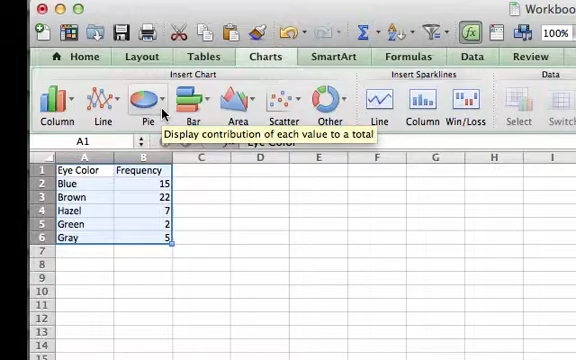 Workboo
100%
Home Layout Tables Charts SmartArt Formulas Data Review
Insert Chart Insert Sparklines Data
Column Line Pie Bar Area Scatter Other Line Column Win/Loss Select Switch
Display contribution of each value to a total
A1 Eye Color
A B C D E F G H I
1 Eye Color Frequency
2 Blue 15
3 Brown 22
4 Hazel 7
5 Green 2
6 Gray 5
7
8
9
10
11
12
13
14
15